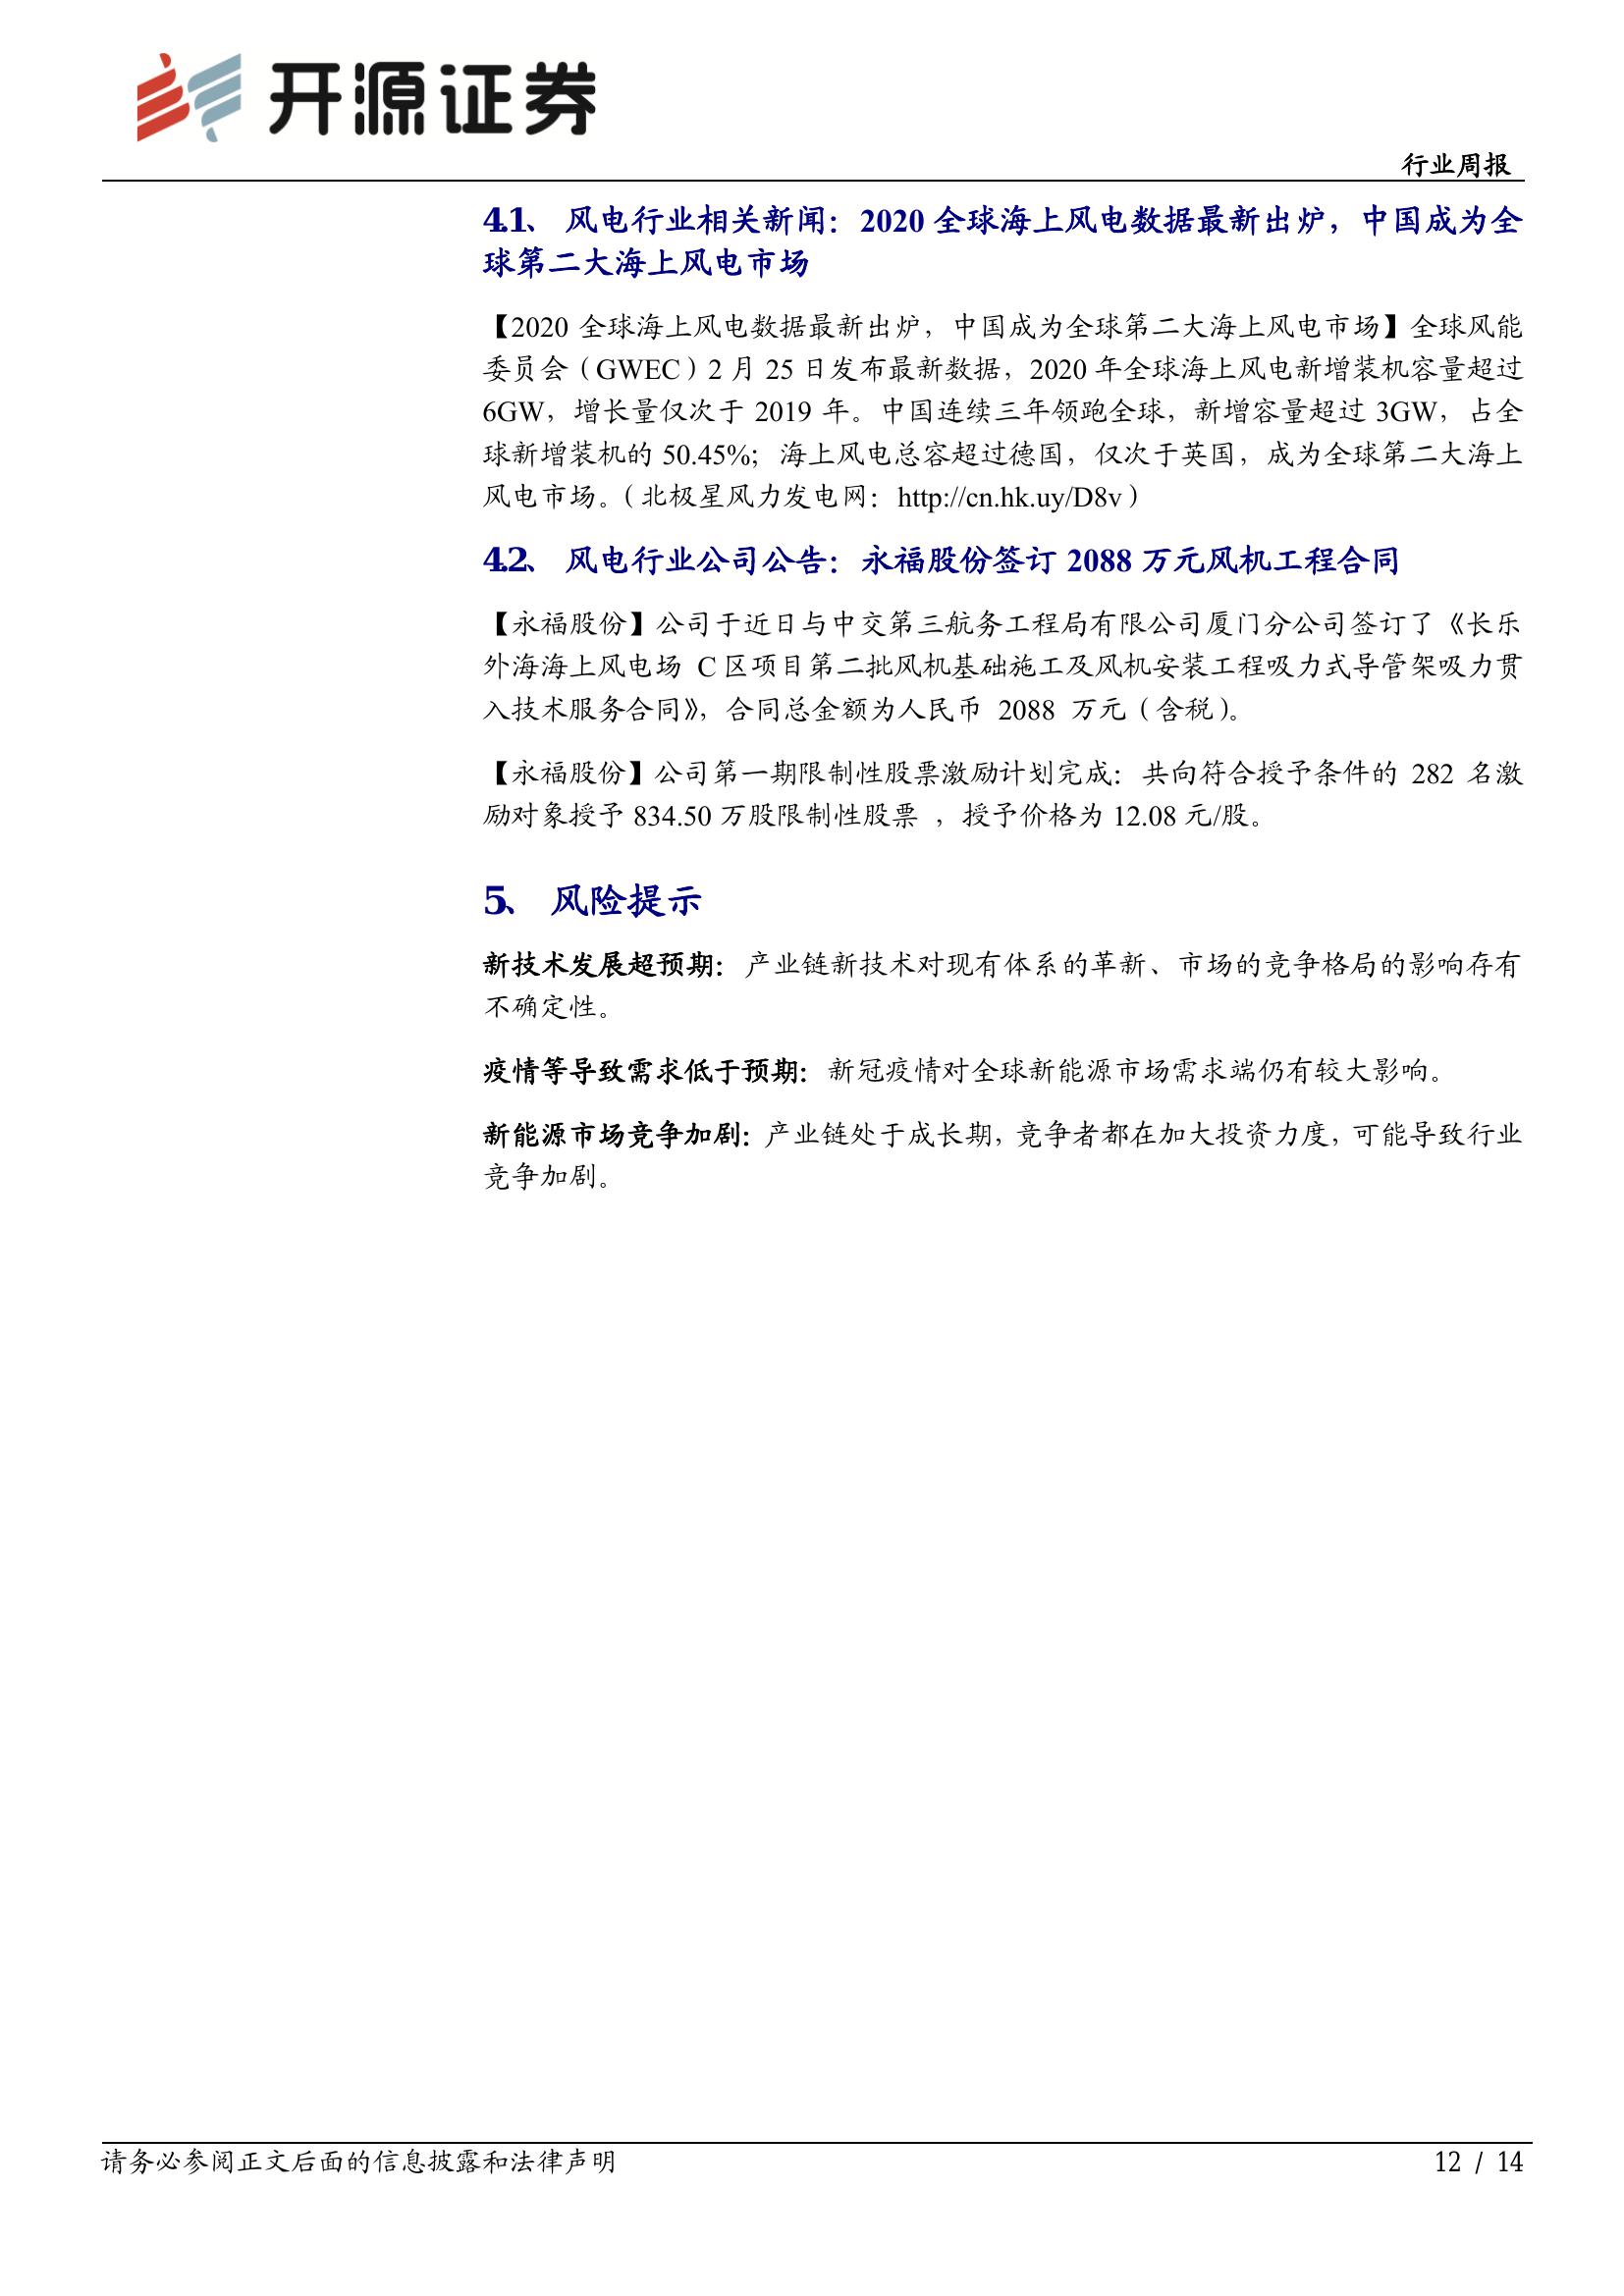 开源证券
行业周报
4.1、 风电行业相关新闻：2020 全球海上风电数据最新出炉，中国成为全
球第二大海上风电市场
【2020 全球海上风电数据最新出炉，中国成为全球第二大海上风电市场】全球风能
委员会（GWEC）2 月 25 日发布最新数据，2020 年全球海上风电新增装机容量超过
6GW，增长量仅次于 2019 年。中国连续三年领跑全球，新增容量超过 3GW，占全
球新增装机的 50.45%；海上风电总容超过德国，仅次于英国，成为全球第二大海上
风电市场。（北极星风力发电网：http://cn.hk.uy/D8v）
4.2、 风电行业公司公告：永福股份签订 2088 万元风机工程合同
【永福股份】公司于近日与中交第三航务工程局有限公司厦门分公司签订了《长乐
外海海上风电场 C 区项目第二批风机基础施工及风机安装工程吸力式导管架吸力贯
入技术服务合同》，合同总金额为人民币 2088 万元（含税）。
【永福股份】公司第一期限制性股票激励计划完成：共向符合授予条件的 282 名激
励对象授予 834.50 万股限制性股票 ，授予价格为 12.08 元/股。
5、 风险提示
新技术发展超预期：产业链新技术对现有体系的革新、市场的竞争格局的影响存有
不确定性。
疫情等导致需求低于预期：新冠疫情对全球新能源市场需求端仍有较大影响。
新能源市场竞争加剧：产业链处于成长期，竞争者都在加大投资力度，可能导致行业
竞争加剧。
请务必参阅正文后面的信息披露和法律声明
12 / 14